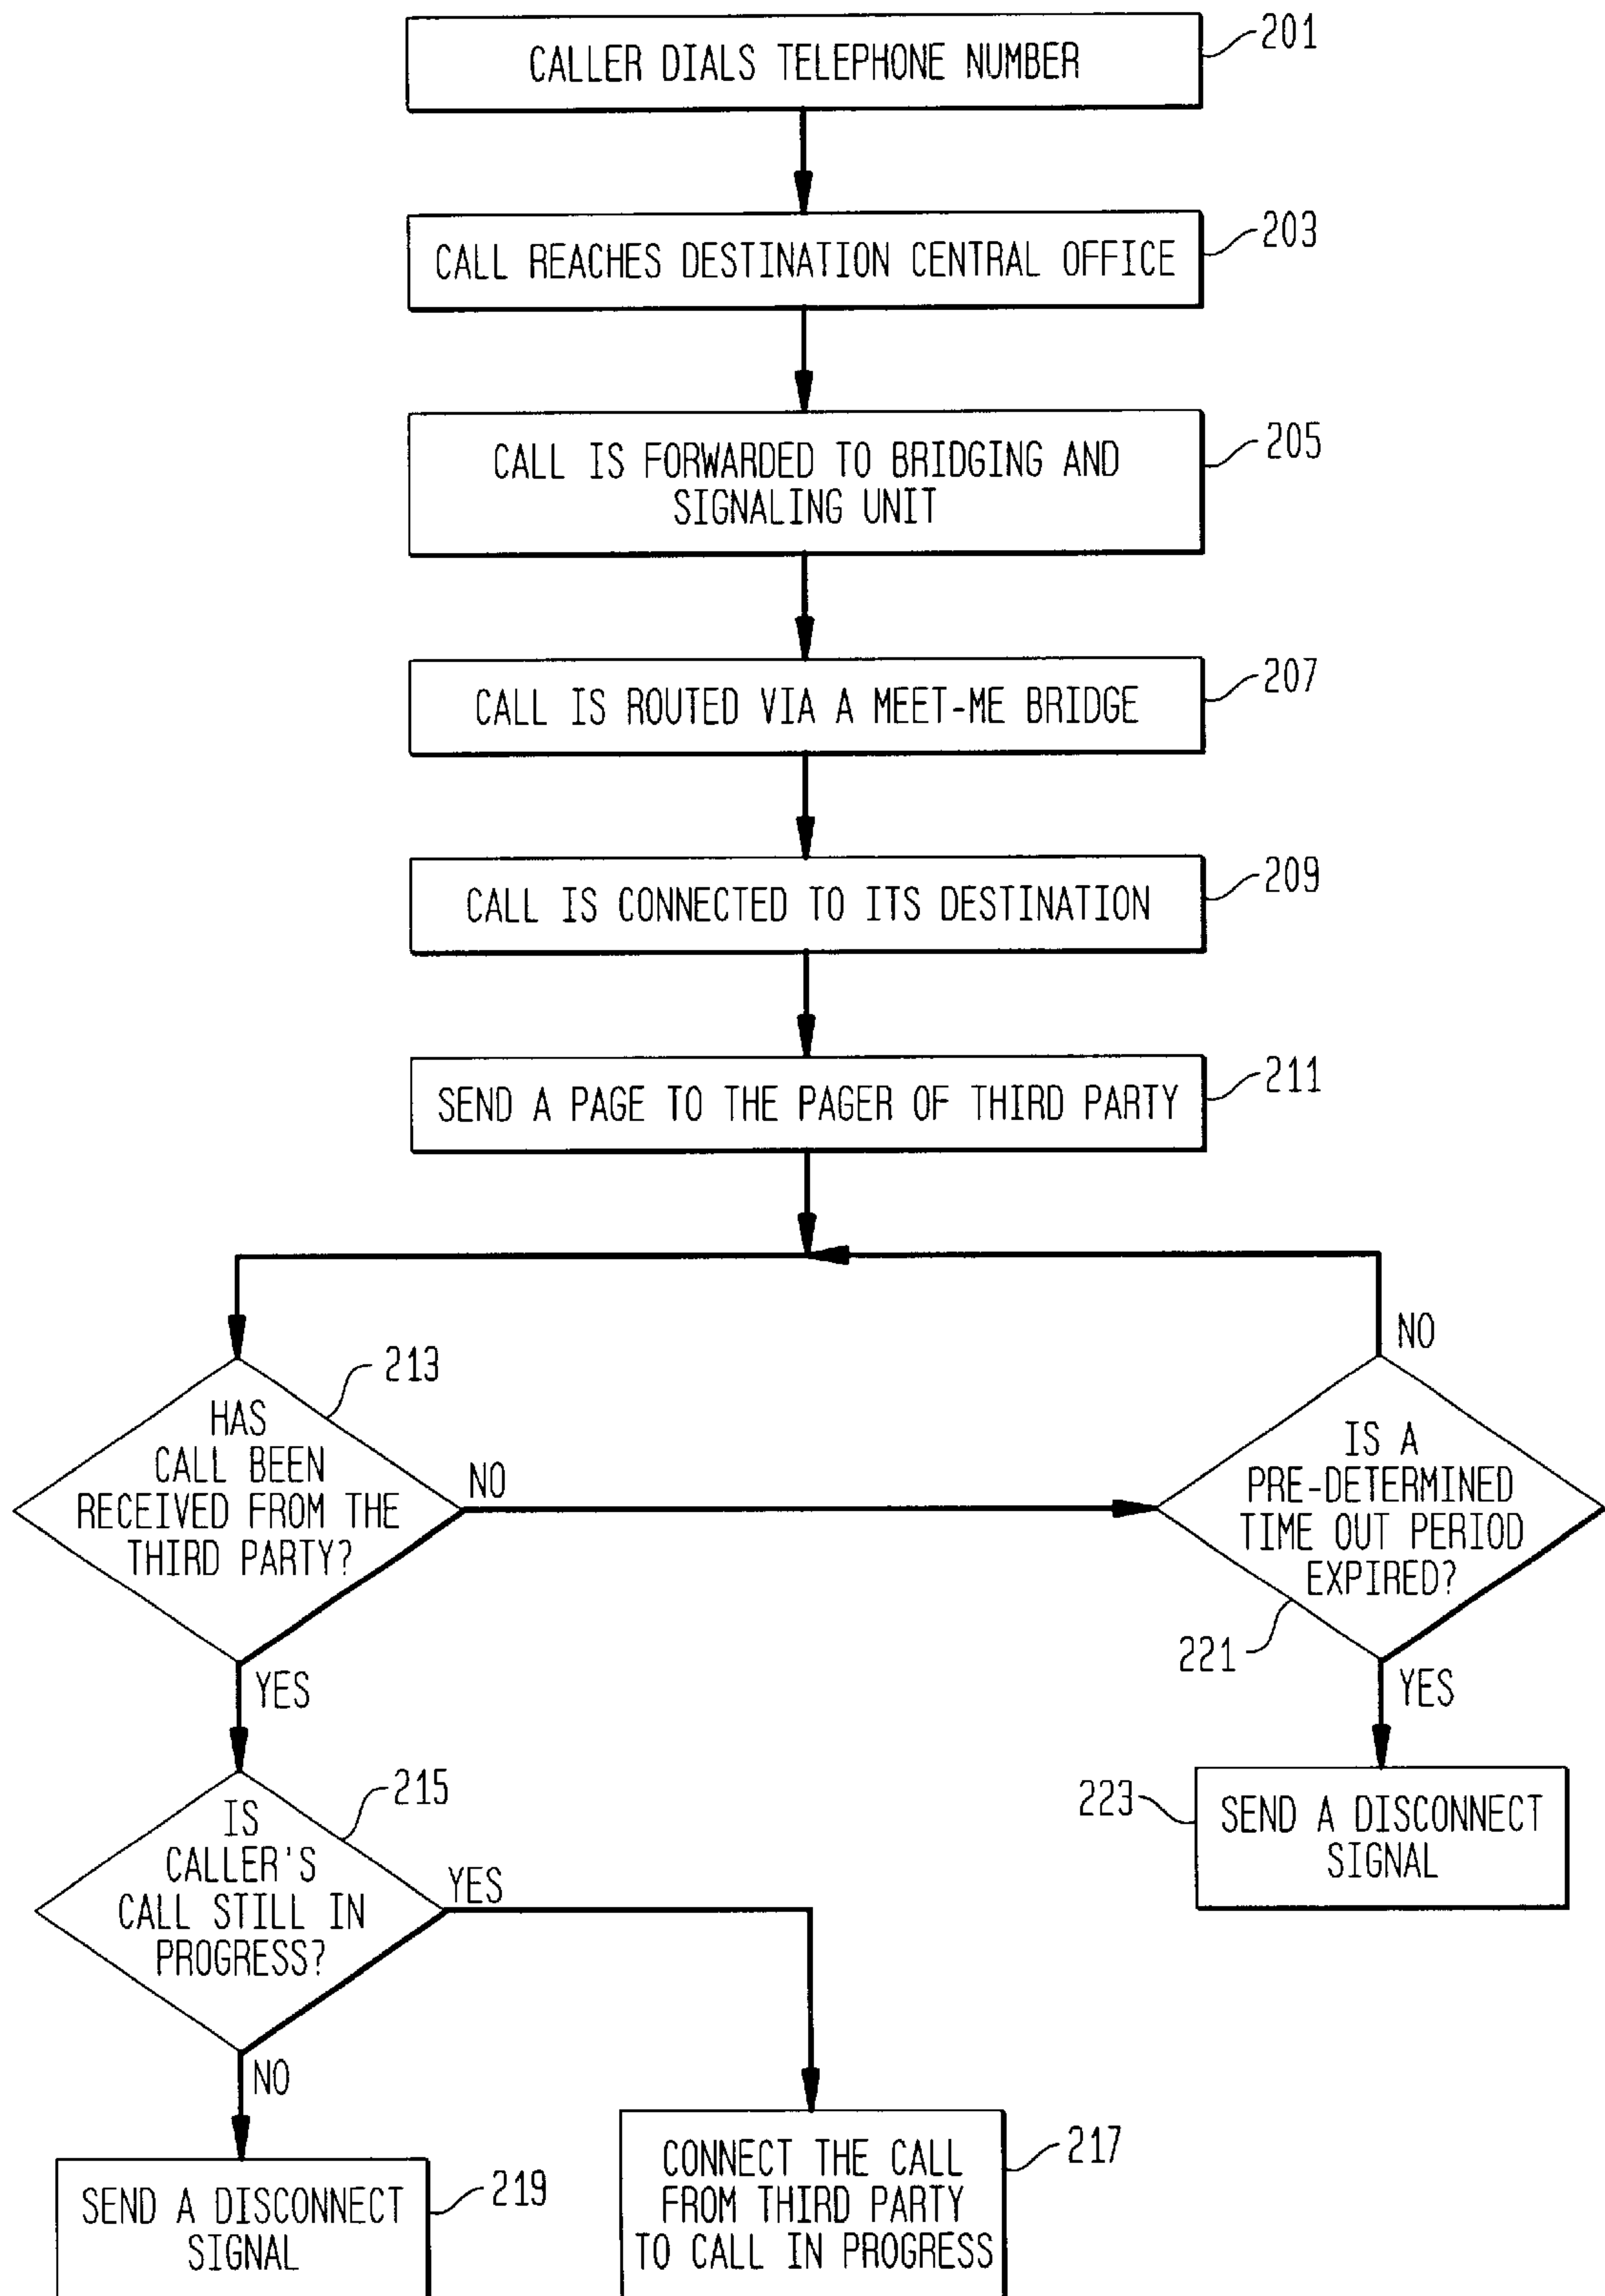 CALLER DIALS TELEPHONE NUMBER
201
CALL REACHES DESTINATION CENTRAL OFFICE
203
CALL IS FORWARDED TO BRIDGING AND
SIGNALING UNIT
205
CALL IS ROUTED VIA A MEET-ME BRIDGE
207
CALL IS CONNECTED TO ITS DESTINATION
209
SEND A PAGE TO THE PAGER OF THIRD PARTY
211
213
HAS
CALL BEEN
RECEIVED FROM THE
THIRD PARTY?
NO
YES
NO
IS A
PRE-DETERMINED
TIME OUT PERIOD
EXPIRED?
221
YES
223
SEND A DISCONNECT
SIGNAL
215
IS
CALLER'S
CALL STILL IN
PROGRESS?
YES
NO
SEND A DISCONNECT
SIGNAL
219
CONNECT THE CALL
FROM THIRD PARTY
TO CALL IN PROGRESS
217